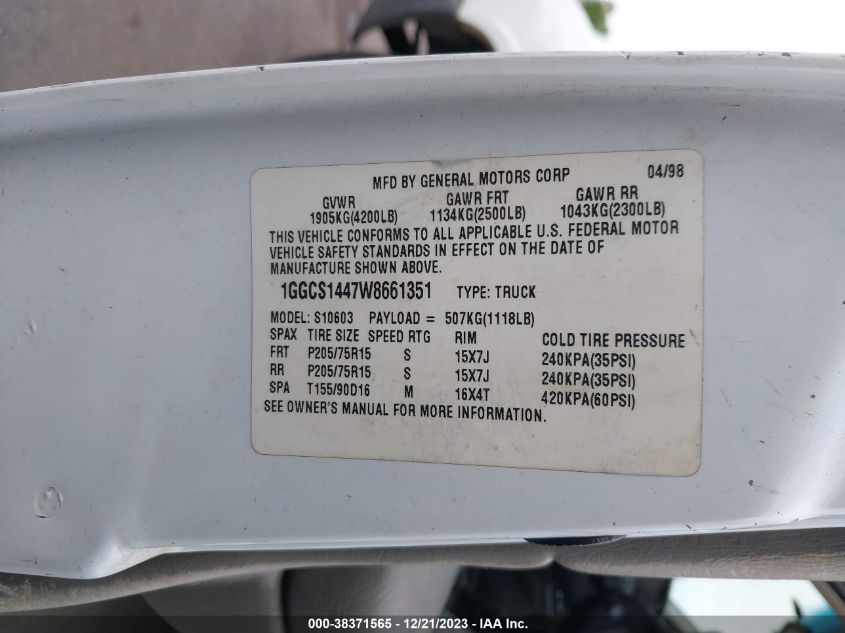 MFD BY GENERAL MOTORS CORP 04/98
GVWR GAWR FRT GAWR RR
1905KG(4200LB) 1134KG(2500LB) 1043KG(2300LB)
THIS VEHICLE CONFORMS TO ALL APPLICABLE U.S. FEDERAL MOTOR
VEHICLE SAFETY STANDARDS IN EFFECT ON THE DATE OF
MANUFACTURE SHOWN ABOVE.
1GGCS1447W8661351 TYPE: TRUCK
MODEL: S10603 PAYLOAD = 507KG(1118LB)
SPAX TIRE SIZE SPEED RTG RIM COLD TIRE PRESSURE
FRT P205/75R15 S 15X7J 240KPA(35PSI)
RR P205/75R15 S 15X7J 240KPA(35PSI)
SPA T155/90D16 M 16X4T 420KPA(60PSI)
SEE OWNER'S MANUAL FOR MORE INFORMATION.
000-38371565 - 12/21/2023 - IAA Inc.